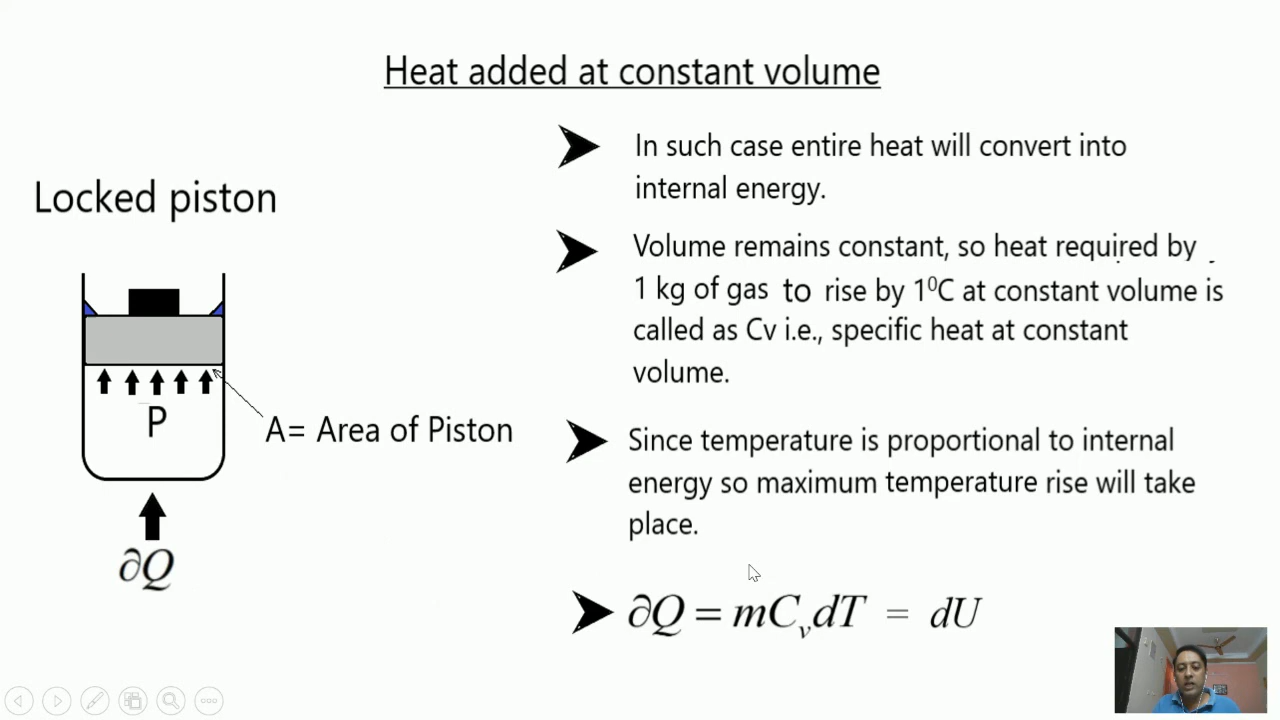 Heat added at constant volume
Locked piston
P
A= Area of Piston
∂Q
In such case entire heat will convert into
internal energy.
Volume remains constant, so heat required by
1 kg of gas to rise by 1⁰C at constant volume is
called as Cv i.e., specific heat at constant
volume.
Since temperature is proportional to internal
energy so maximum temperature rise will take
place.
∂Q = mCᵥdT = dU